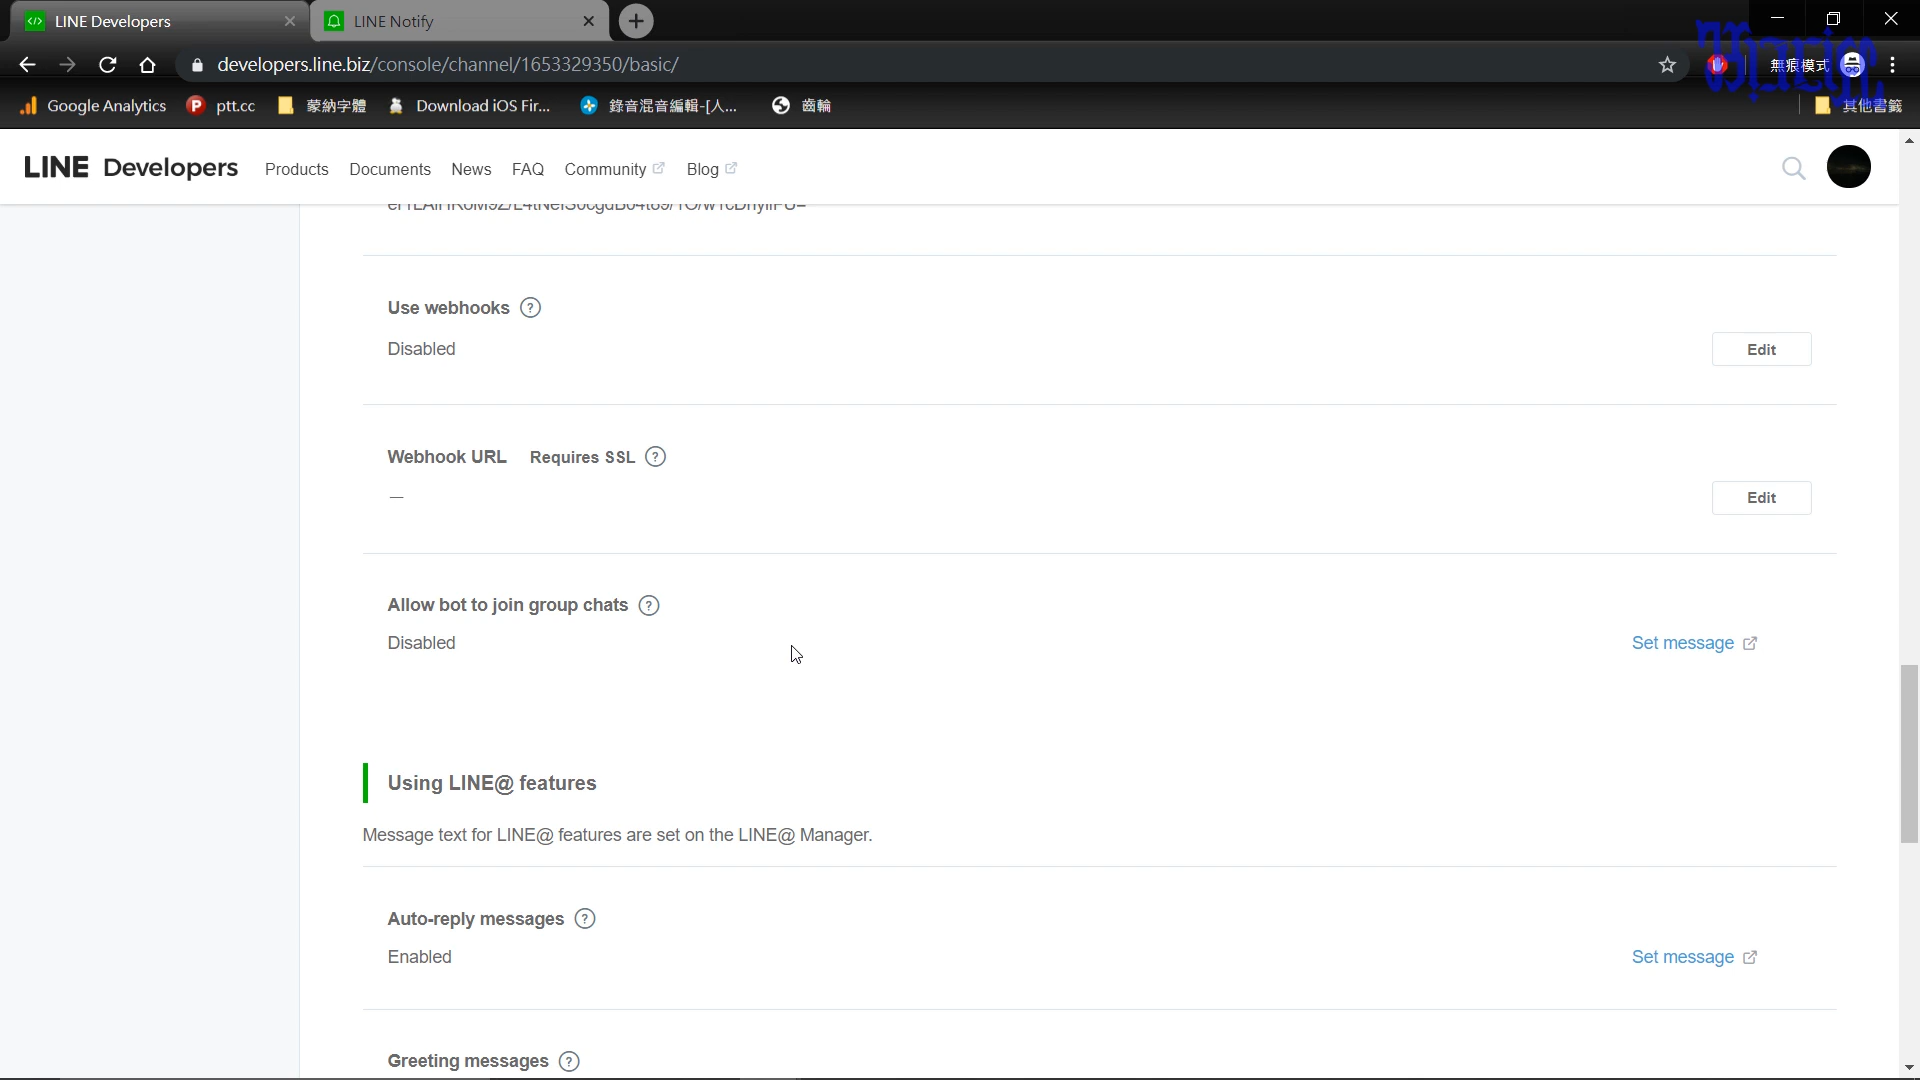 LINE Developers
LINE Notify
developers.line.biz/console/channel/1653329350/basic/
無痕模式
Google Analytics
ptt.cc
蒙納字體
Download iOS Fir...
錄音混音編輯-[人...
齒輪
其他書籤
LINE Developers
Products
Documents
News
FAQ
Community
Blog
Use webhooks ?
Disabled
Edit
Webhook URL Requires SSL ?
—
Edit
Allow bot to join group chats ?
Disabled
Set message
Using LINE@ features
Message text for LINE@ features are set on the LINE@ Manager.
Auto-reply messages ?
Enabled
Set message
Greeting messages ?